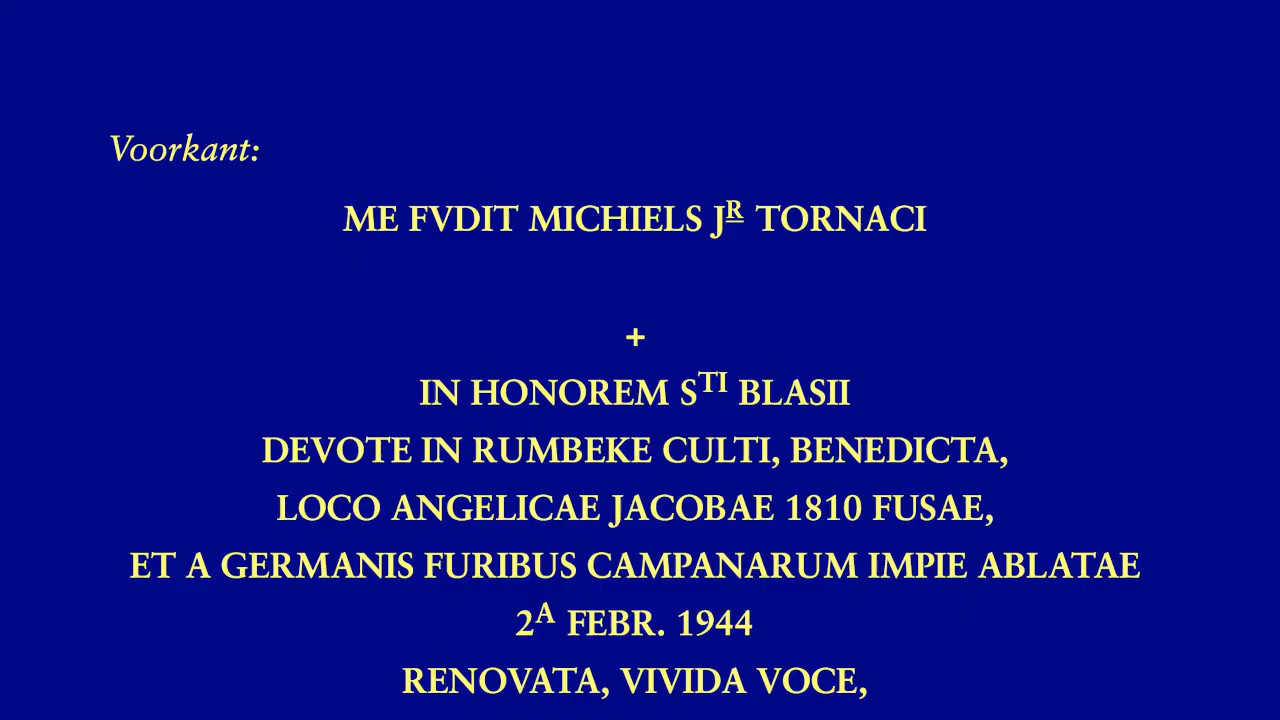 Voorkant:
ME FVDIT MICHIELS Jᴿ TORNACI
+
IN HONOREM Sᵀᴵ BLASII
DEVOTE IN RUMBEKE CULTI, BENEDICTA,
LOCO ANGELICAE JACOBAE 1810 FUSAE,
ET A GERMANIS FURIBUS CAMPANARUM IMPIE ABLATAE
2ᴬ FEBR. 1944
RENOVATA, VIVIDA VOCE,